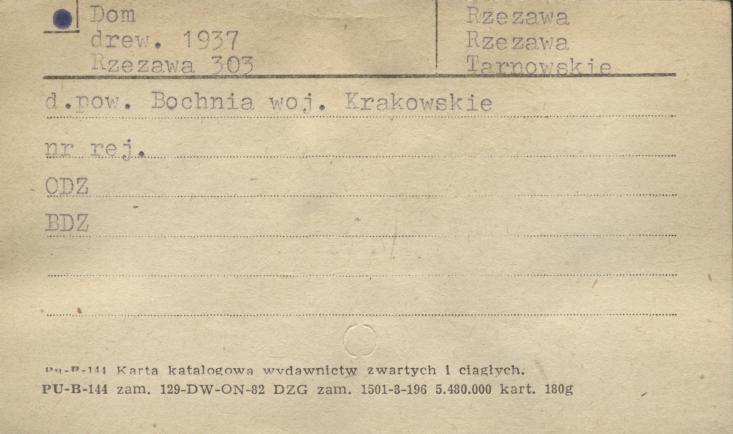 Dom
drew. 1937
Rzezawa 303
Rzezawa
Rzezawa
Tarnowskie
d.pow. Bochnia woj. Krakowskie
nr rej.
ODZ
BDZ
PU-B-144 Karta katalogowa wydawnictw zwartych i ciągłych.
PU-B-144 zam. 129-DW-ON-82 DZG zam. 1501-8-196 5.480.000 kart. 180g